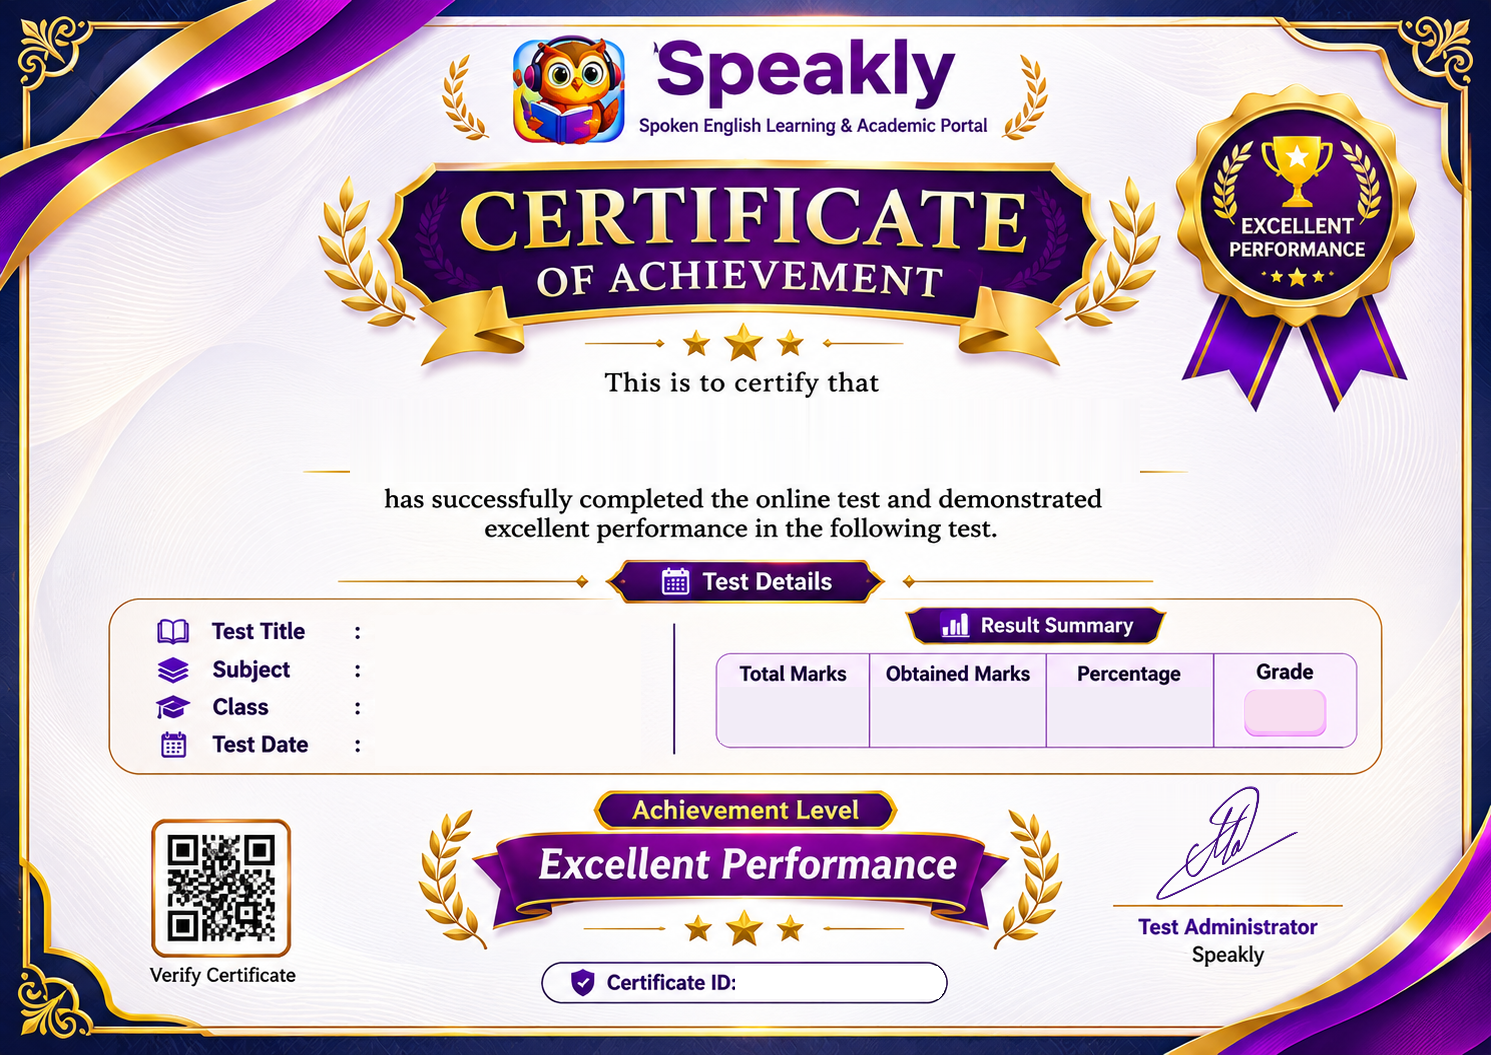 Speakly
Spoken English Learning & Academic Portal
CERTIFICATE
OF ACHIEVEMENT
EXCELLENT
PERFORMANCE
This is to certify that
has successfully completed the online test and demonstrated
excellent performance in the following test.
Test Details
Test Title :
Subject :
Class :
Test Date :
Result Summary
Total Marks Obtained Marks Percentage Grade
Achievement Level
Excellent Performance
Verify Certificate
Certificate ID:
Test Administrator
Speakly